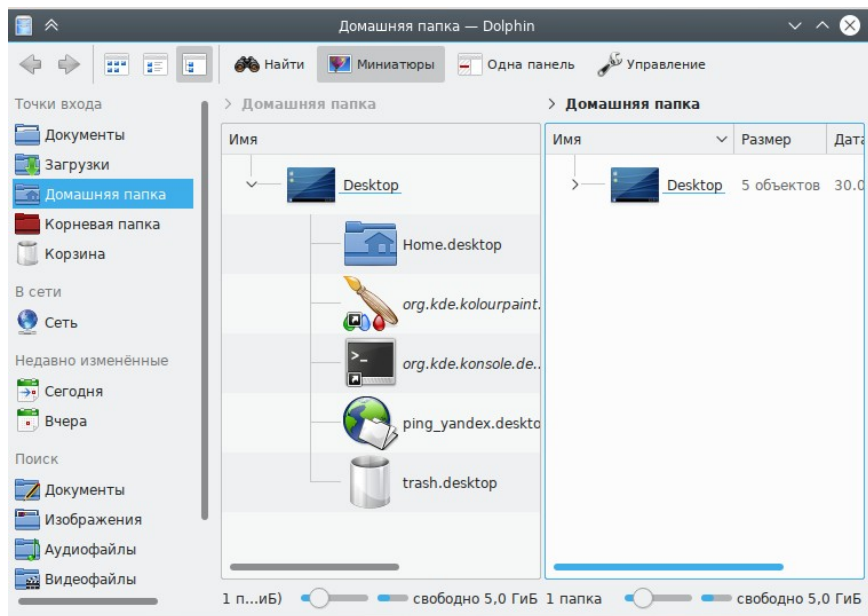 Домашняя папка — Dolphin
Найти Миниатюры Одна панель Управление
Точки входа
Документы
Загрузки
Домашняя папка
Корневая папка
Корзина
В сети
Сеть
Недавно изменённые
Сегодня
Вчера
Поиск
Документы
Изображения
Аудиофайлы
Видеофайлы
> Домашняя папка
Имя
Desktop
Home.desktop
org.kde.kolourpaint.
org.kde.konsole.de..
ping_yandex.deskto
trash.desktop
1 п...иБ) свободно 5,0 ГиБ
> Домашняя папка
Имя Размер Дата
Desktop 5 объектов 30.0
1 папка свободно 5,0 ГиБ